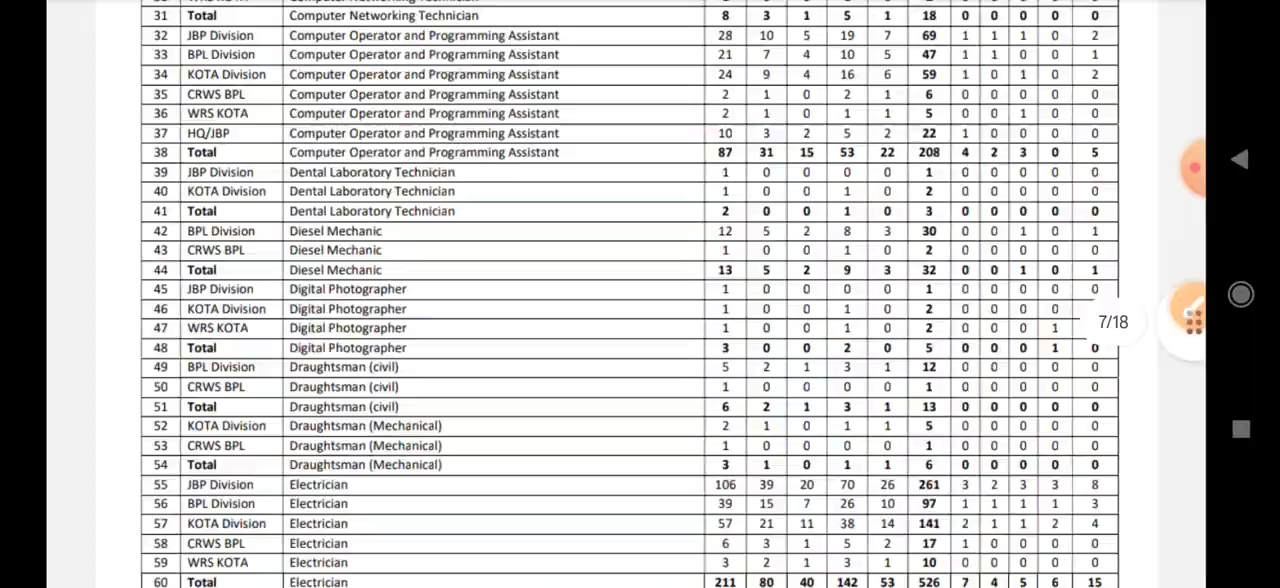 31 Total Computer Networking Technician 8 3 1 5 1 18 0 0 0 0 0
32 JBP Division Computer Operator and Programming Assistant 28 10 5 19 7 69 1 1 1 0 2
33 BPL Division Computer Operator and Programming Assistant 21 7 4 10 5 47 1 1 0 0 1
34 KOTA Division Computer Operator and Programming Assistant 24 9 4 16 6 59 1 0 1 0 2
35 CRWS BPL Computer Operator and Programming Assistant 2 1 0 2 1 6 0 0 0 0 0
36 WRS KOTA Computer Operator and Programming Assistant 2 1 0 1 1 5 0 0 1 0 0
37 HQ/JBP Computer Operator and Programming Assistant 10 3 2 5 2 22 1 0 0 0 0
38 Total Computer Operator and Programming Assistant 87 31 15 53 22 208 4 2 3 0 5
39 JBP Division Dental Laboratory Technician 1 0 0 0 0 1 0 0 0 0 0
40 KOTA Division Dental Laboratory Technician 1 0 0 1 0 2 0 0 0 0 0
41 Total Dental Laboratory Technician 2 0 0 1 0 3 0 0 0 0 0
42 BPL Division Diesel Mechanic 12 5 2 8 3 30 0 0 1 0 1
43 CRWS BPL Diesel Mechanic 1 0 0 1 0 2 0 0 0 0 0
44 Total Diesel Mechanic 13 5 2 9 3 32 0 0 1 0 1
45 JBP Division Digital Photographer 1 0 0 0 0 1 0 0 0 0 0
46 KOTA Division Digital Photographer 1 0 0 1 0 2 0 0 0 0
47 WRS KOTA Digital Photographer 1 0 0 1 0 2 0 0 0 1
7/18
48 Total Digital Photographer 3 0 0 2 0 5 0 0 0 1 0
49 BPL Division Draughtsman (civil) 5 2 1 3 1 12 0 0 0 0 0
50 CRWS BPL Draughtsman (civil) 1 0 0 0 0 1 0 0 0 0 0
51 Total Draughtsman (civil) 6 2 1 3 1 13 0 0 0 0 0
52 KOTA Division Draughtsman (Mechanical) 2 1 0 1 1 5 0 0 0 0 0
53 CRWS BPL Draughtsman (Mechanical) 1 0 0 0 0 1 0 0 0 0 0
54 Total Draughtsman (Mechanical) 3 1 0 1 1 6 0 0 0 0 0
55 JBP Division Electrician 106 39 20 70 26 261 3 2 3 3 8
56 BPL Division Electrician 39 15 7 26 10 97 1 1 1 1 3
57 KOTA Division Electrician 57 21 11 38 14 141 2 1 1 2 4
58 CRWS BPL Electrician 6 3 1 5 2 17 1 0 0 0 0
59 WRS KOTA Electrician 3 2 1 3 1 10 0 0 0 0 0
60 Total Electrician 211 80 40 142 53 526 7 4 5 6 15